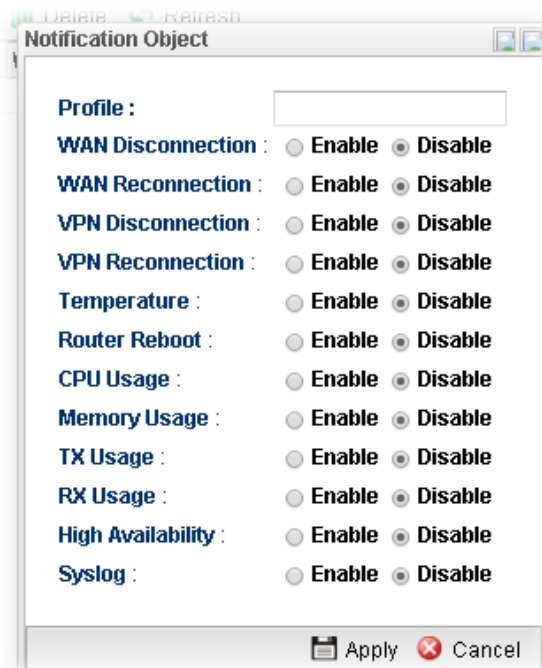 Delete Refresh
Notification Object
Profile :
WAN Disconnection : Enable Disable
WAN Reconnection : Enable Disable
VPN Disconnection : Enable Disable
VPN Reconnection : Enable Disable
Temperature : Enable Disable
Router Reboot : Enable Disable
CPU Usage : Enable Disable
Memory Usage : Enable Disable
TX Usage : Enable Disable
RX Usage : Enable Disable
High Availability : Enable Disable
Syslog : Enable Disable
Apply Cancel